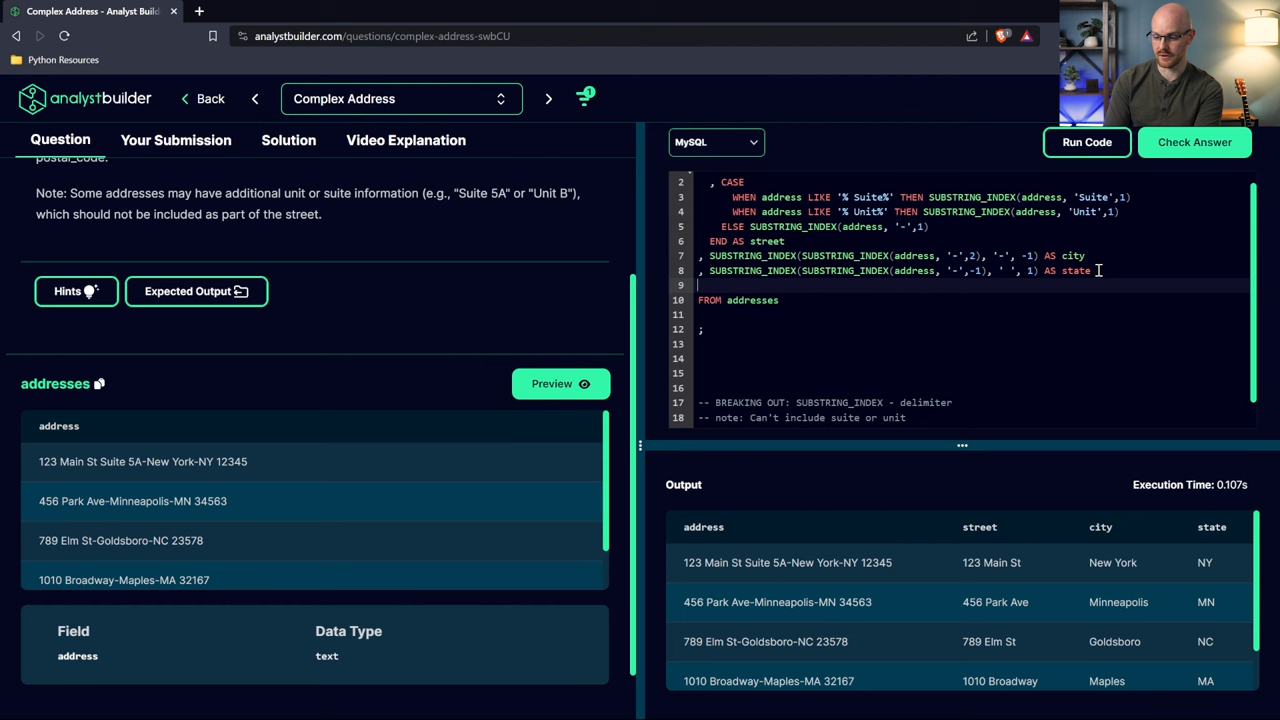 Complex Address - Analyst Build
analystbuilder.com/questions/complex-address-swbCU
1
Python Resources
analystbuilder
Back
Complex Address
1
Question
Your Submission
Solution
Video Explanation
postal_code.
Note: Some addresses may have additional unit or suite information (e.g., "Suite 5A" or "Unit B"),
which should not be included as part of the street.
Hints
Expected Output
addresses
Preview
address
123 Main St Suite 5A-New York-NY 12345
456 Park Ave-Minneapolis-MN 34563
789 Elm St-Goldsboro-NC 23578
1010 Broadway-Maples-MA 32167
Field Data Type
address text
MySQL
Run Code
Check Answer
2 , CASE
3 WHEN address LIKE '% Suite%' THEN SUBSTRING_INDEX(address, 'Suite',1)
4 WHEN address LIKE '% Unit%' THEN SUBSTRING_INDEX(address, 'Unit',1)
5 ELSE SUBSTRING_INDEX(address, '-',1)
6 END AS street
7 , SUBSTRING_INDEX(SUBSTRING_INDEX(address, '-',2), '-', -1) AS city
8 , SUBSTRING_INDEX(SUBSTRING_INDEX(address, '-',-1), ' ', 1) AS state
9
10 FROM addresses
11
12 ;
13
14
15
16
17 -- BREAKING OUT: SUBSTRING_INDEX - delimiter
18 -- note: Can't include suite or unit
Output
Execution Time: 0.107s
address street city state
123 Main St Suite 5A-New York-NY 12345 123 Main St New York NY
456 Park Ave-Minneapolis-MN 34563 456 Park Ave Minneapolis MN
789 Elm St-Goldsboro-NC 23578 789 Elm St Goldsboro NC
1010 Broadway-Maples-MA 32167 1010 Broadway Maples MA